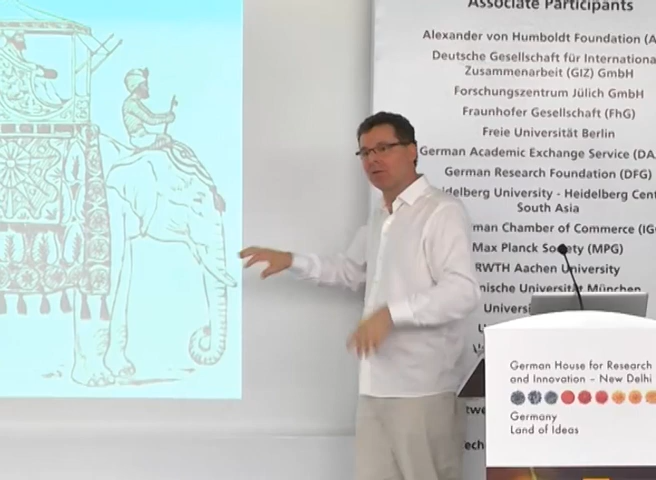 Associate Participants
Alexander von Humboldt Foundation (A
Deutsche Gesellschaft für Internationa
Zusammenarbeit (GIZ) GmbH
Forschungszentrum Jülich GmbH
Fraunhofer Gesellschaft (FhG)
Freie Universität Berlin
German Academic Exchange Service (DA
German Research Foundation (DFG)
idelberg University - Heidelberg Cent
South Asia
man Chamber of Commerce (IG
Max Planck Society (MPG)
RWTH Aachen University
nische Universität München
Universi
German House for Research
and Innovation – New Delhi
Germany
Land of Ideas